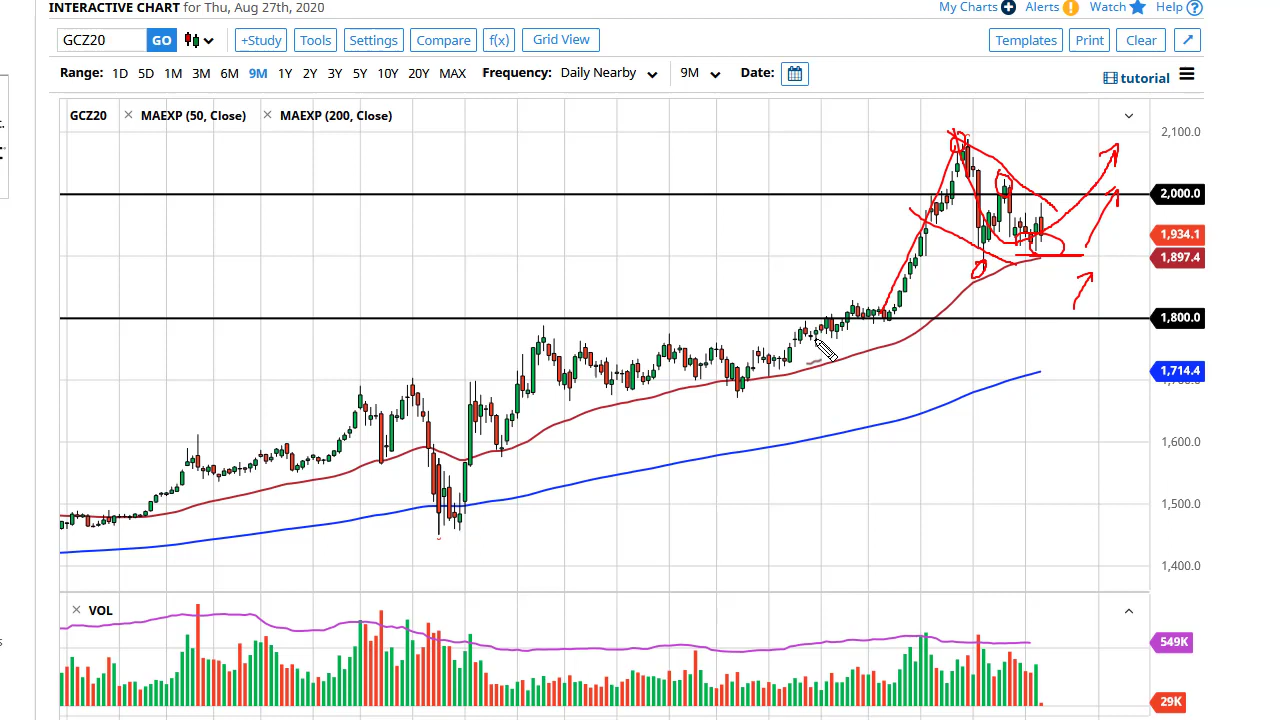 INTERACTIVE CHART for Thu, Aug 27th, 2020
My Charts Alerts ! Watch Help ?
GCZ20 GO +Study Tools Settings Compare f(x) Grid View Templates Print Clear
Range: 1D 5D 1M 3M 6M 9M 1Y 2Y 3Y 5Y 10Y 20Y MAX Frequency: Daily Nearby 9M Date:
tutorial
GCZ20 MAEXP (50, Close) MAEXP (200, Close)
2,100.0
2,000.0
1,934.1
1,897.4
1,800.0
1,714.4
1,600.0
1,500.0
1,400.0
VOL
549K
29K